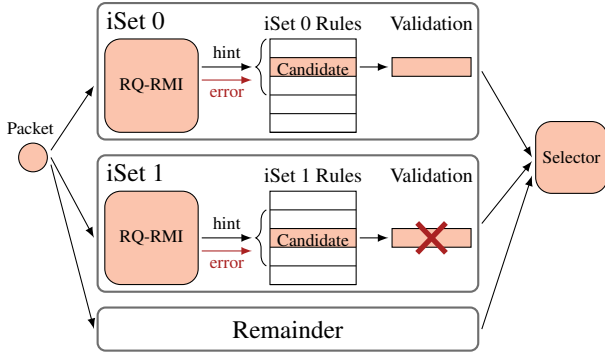 iSet 0
iSet 0 Rules
Validation
RQ-RMI
hint
error
Candidate
Packet
Selector
iSet 1
iSet 1 Rules
Validation
RQ-RMI
hint
error
Candidate
Remainder